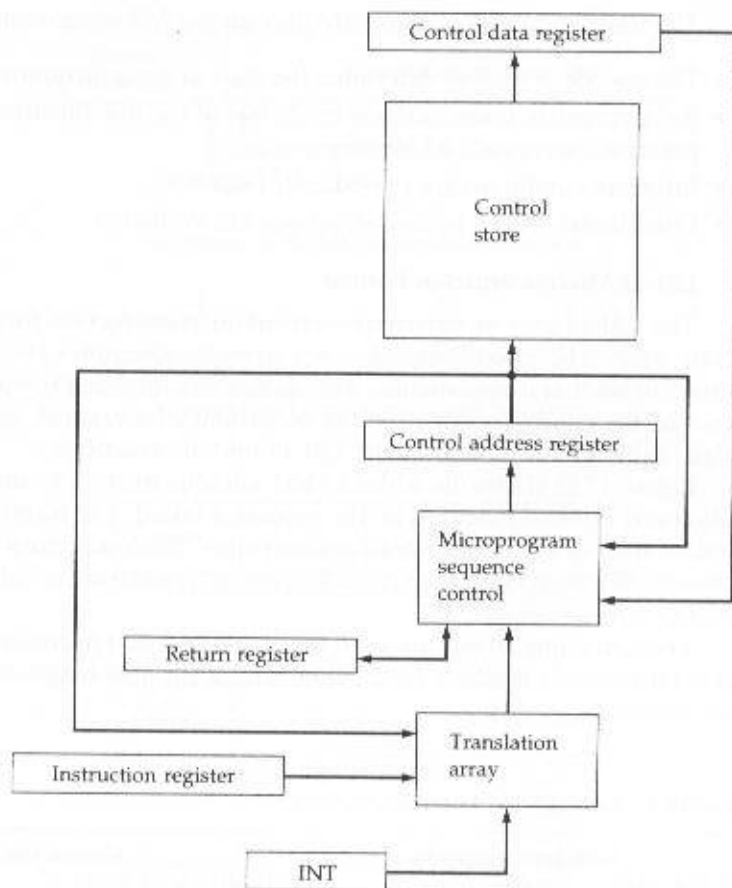 Control data register
Control
store
Control address register
Microprogram
sequence
control
Return register
Translation
array
Instruction register
INT